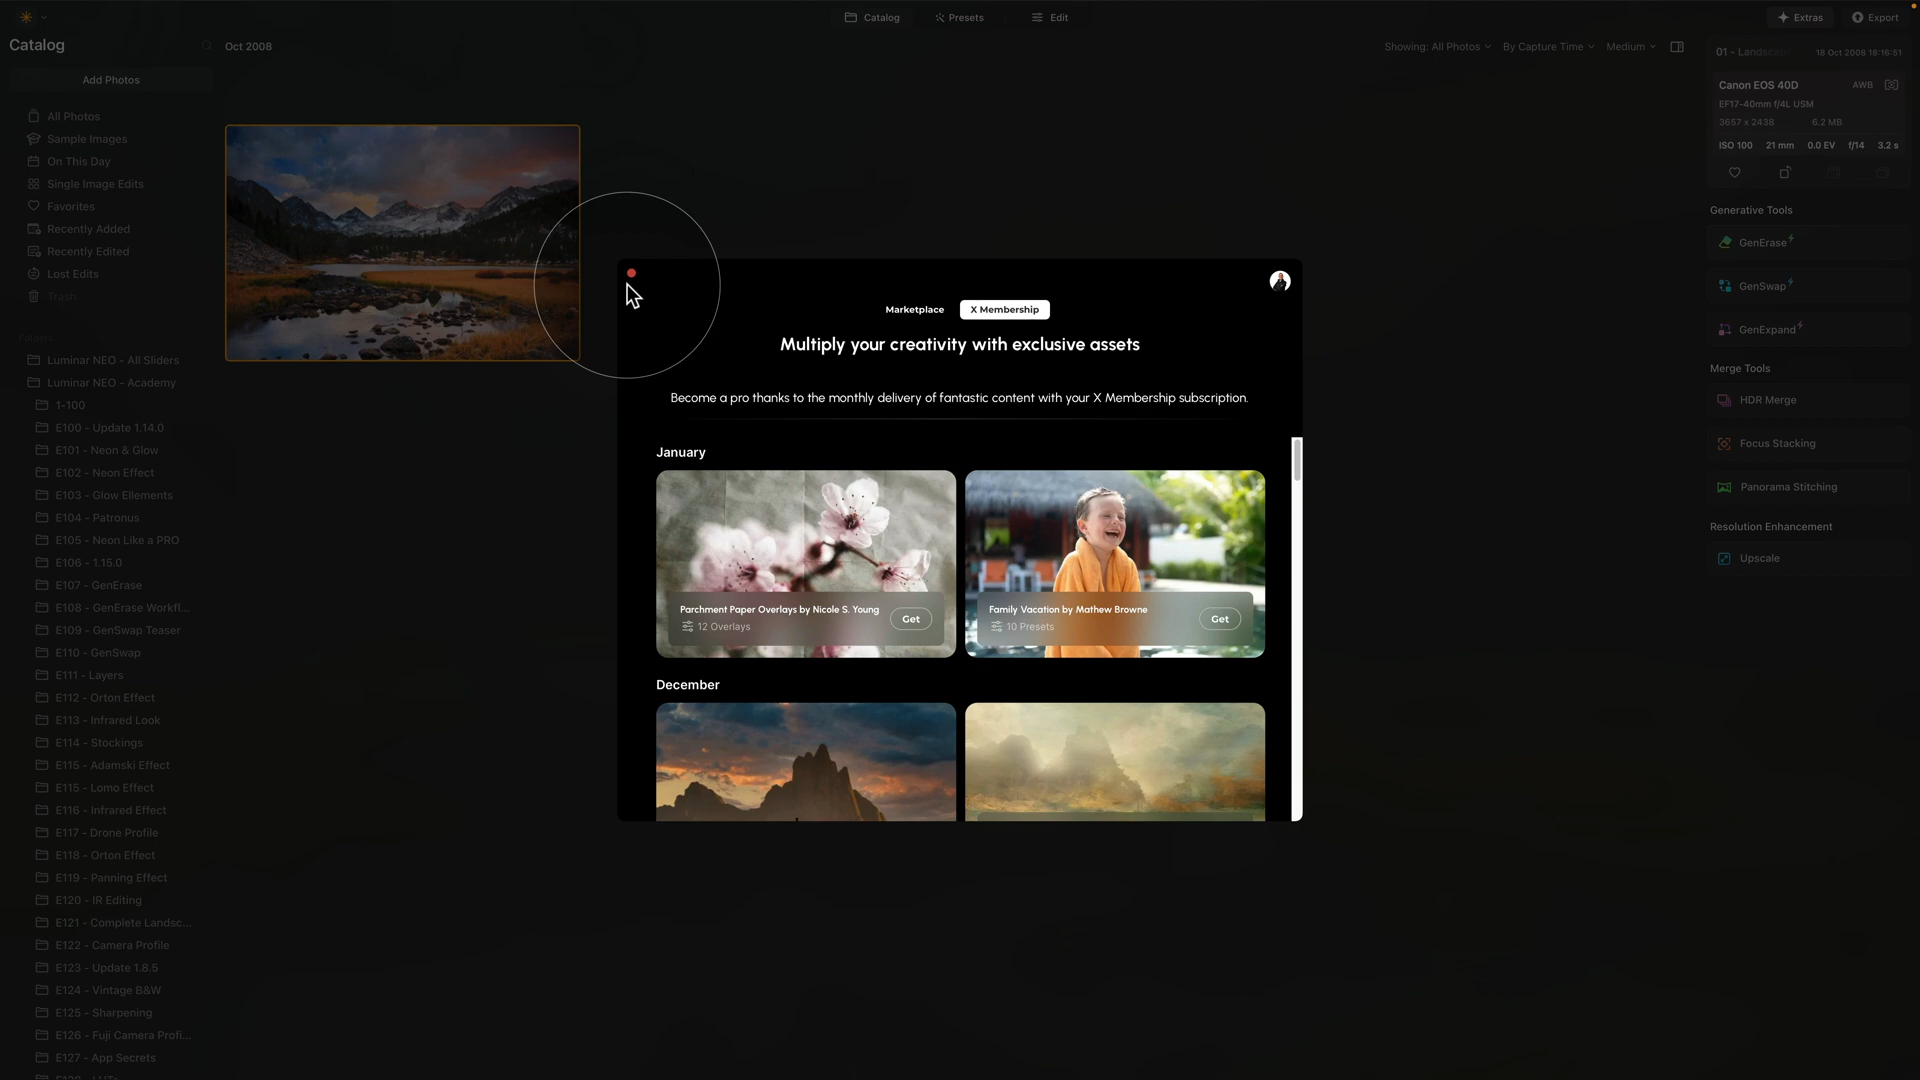 Catalog
Presets
Edit
Extras
Export
Catalog
Oct 2008
Showing: All Photos
By Capture Time
Medium
Add Photos
All Photos
Sample Images
On This Day
Single Image Edits
Favorites
Recently Added
Recently Edited
Lost Edits
Trash
Folders
Luminar NEO - All Sliders
Luminar NEO - Academy
1-100
E100 - Update 1.14.0
E101 - Neon & Glow
E102 - Neon Effect
E103 - Glow Ellements
E104 - Patronus
E105 - Neon Like a PRO
E106 - 1.15.0
E107 - GenErase
E108 - GenErase Workfl...
E109 - GenSwap Teaser
E110 - GenSwap
E111 - Layers
E112 - Orton Effect
E113 - Infrared Look
E114 - Stockings
E115 - Adamski Effect
E115 - Lomo Effect
E116 - Infrared Effect
E117 - Drone Profile
E118 - Orton Effect
E119 - Panning Effect
E120 - IR Editing
E121 - Complete Landsc...
E122 - Camera Profile
E123 - Update 1.8.5
E124 - Vintage B&W
E125 - Sharpening
E126 - Fuji Camera Profi...
E127 - App Secrets
Marketplace
X Membership
Multiply your creativity with exclusive assets
Become a pro thanks to the monthly delivery of fantastic content with your X Membership subscription.
January
Parchment Paper Overlays by Nicole S. Young
12 Overlays
Get
Family Vacation by Mathew Browne
10 Presets
Get
December
01 - Landscap
18 Oct 2008 18:16:51
Canon EOS 40D
AWB
EF17-40mm f/4L USM
3657 x 2438 6.2 MB
ISO 100 21 mm 0.0 EV f/14 3.2 s
Generative Tools
GenErase
GenSwap
GenExpand
Merge Tools
HDR Merge
Focus Stacking
Panorama Stitching
Resolution Enhancement
Upscale